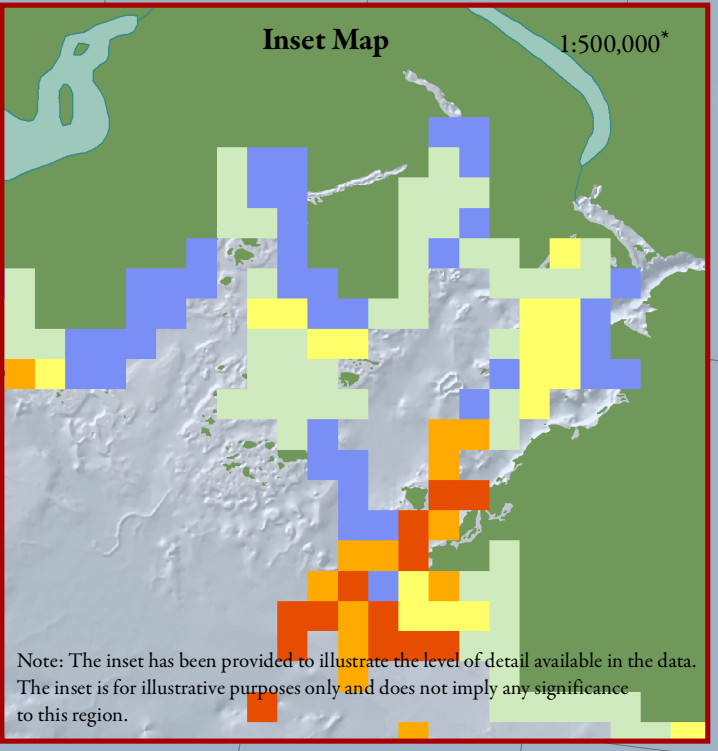 Inset Map
1:500,000*
Note: The inset has been provided to illustrate the level of detail available in the data.
The inset is for illustrative purposes only and does not imply any significance
to this region.